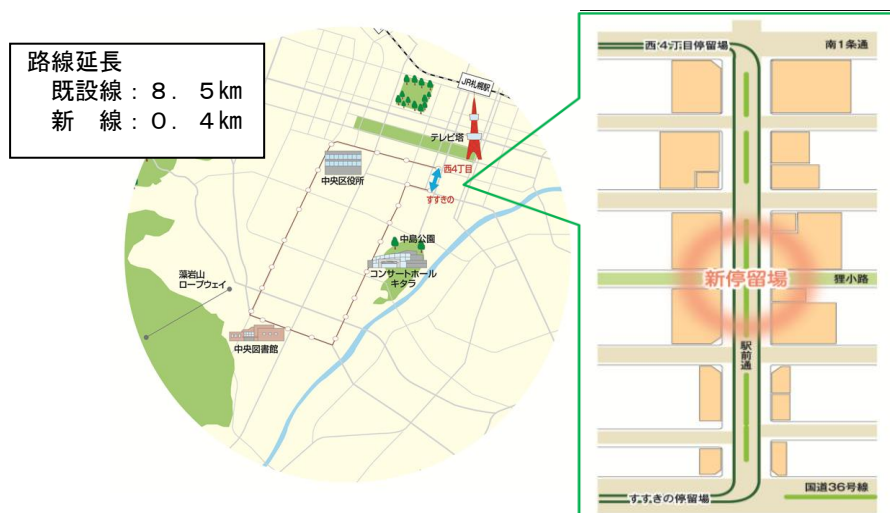 路線延長
既設線：８．５㎞
新　線：０．４㎞
JR札幌駅
テレビ塔
西4丁目
中央区役所
すすきの
中島公園
コンサートホール
キタラ
藻岩山
ロープウェイ
中央図書館
西4丁目停留場
南1条通
新停留場
狸小路
駅前通
国道36号線
すすきの停留場